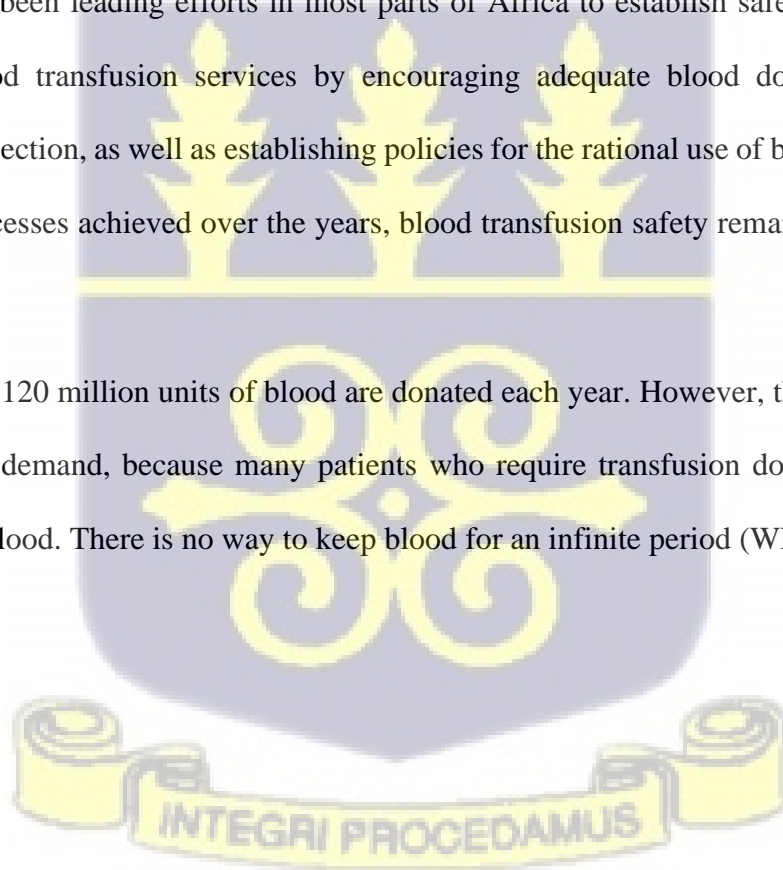 been leading efforts in most parts of Africa to establish safe
od transfusion services by encouraging adequate blood do
ection, as well as establishing policies for the rational use of b
cesses achieved over the years, blood transfusion safety remai
120 million units of blood are donated each year. However, t
demand, because many patients who require transfusion do
lood. There is no way to keep blood for an infinite period (W
INTEGRI PROCEDAMUS